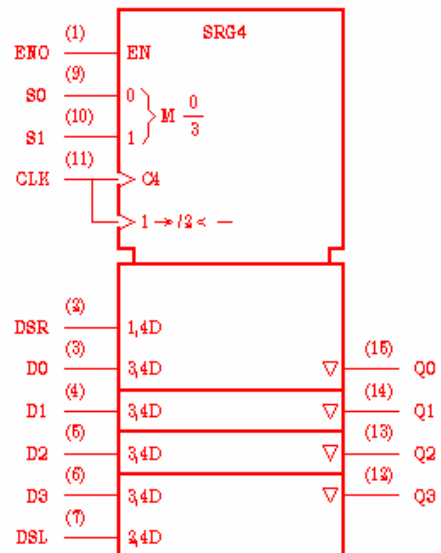 SRG4
(1)
ENO EN
(9)
S0 0
M 0/3
(10)
S1 1
(11)
CLK C4
1 → /2 ← —
(2)
DSR 1,4D
(3) (15)
D0 3,4D ▽ Q0
(4) (14)
D1 3,4D ▽ Q1
(5) (13)
D2 3,4D ▽ Q2
(6) (12)
D3 3,4D ▽ Q3
(7)
DSL 2,4D